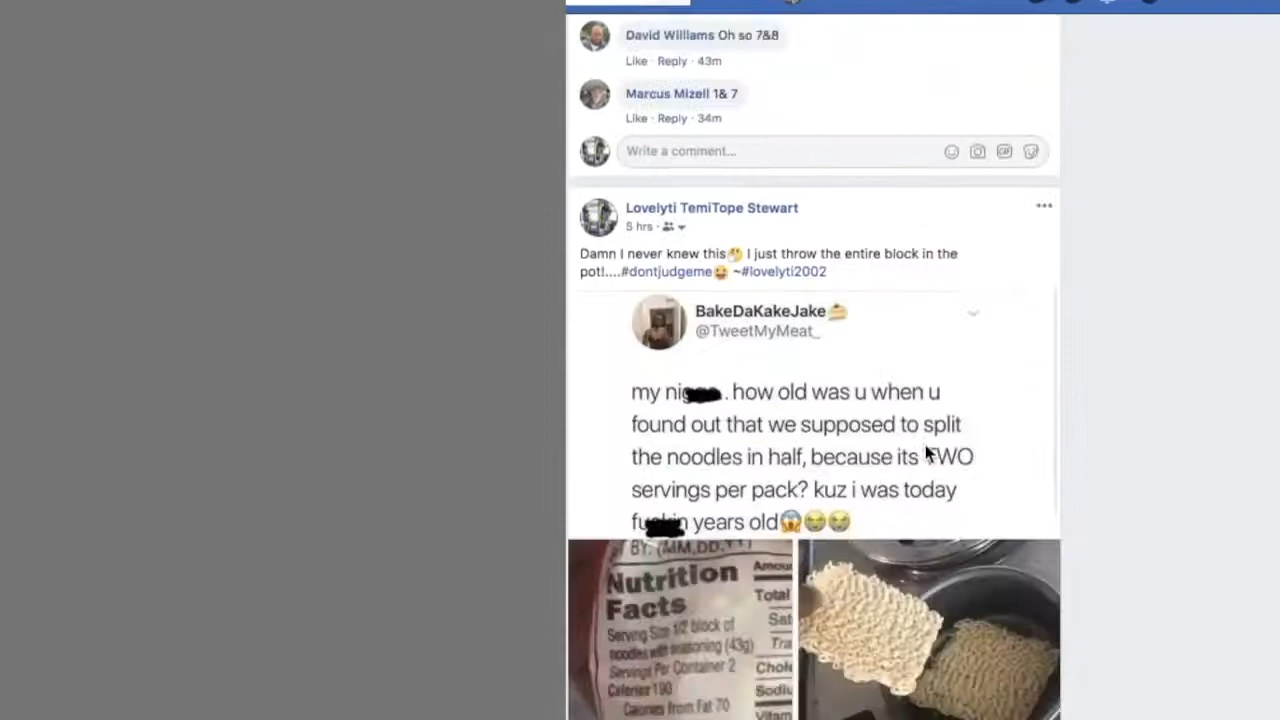 David Williams Oh so 7&8
Like · Reply · 43m
Marcus Mizell 1& 7
Like · Reply · 34m
Write a comment...
Lovelyti TemiTope Stewart
5 hrs ·
Damn I never knew this🤔 I just throw the entire block in the
pot!....#dontjudgeme😄 ~#lovelyti2002
BakeDaKakeJake🍰
@TweetMyMeat_
my . how old was u when u
found out that we supposed to split
the noodles in half, because its TWO
servings per pack? kuz i was today
years old😱😭😭
BY: (MM,DD,YY)
Nutrition
Facts
Serving Size 1/2 block of
noodles with seasoning (43g)
Servings Per Container 2
Calories 190
Calories from Fat 70
Amou
Total
Sat
Tra
Chole
Sodiu
Vitam